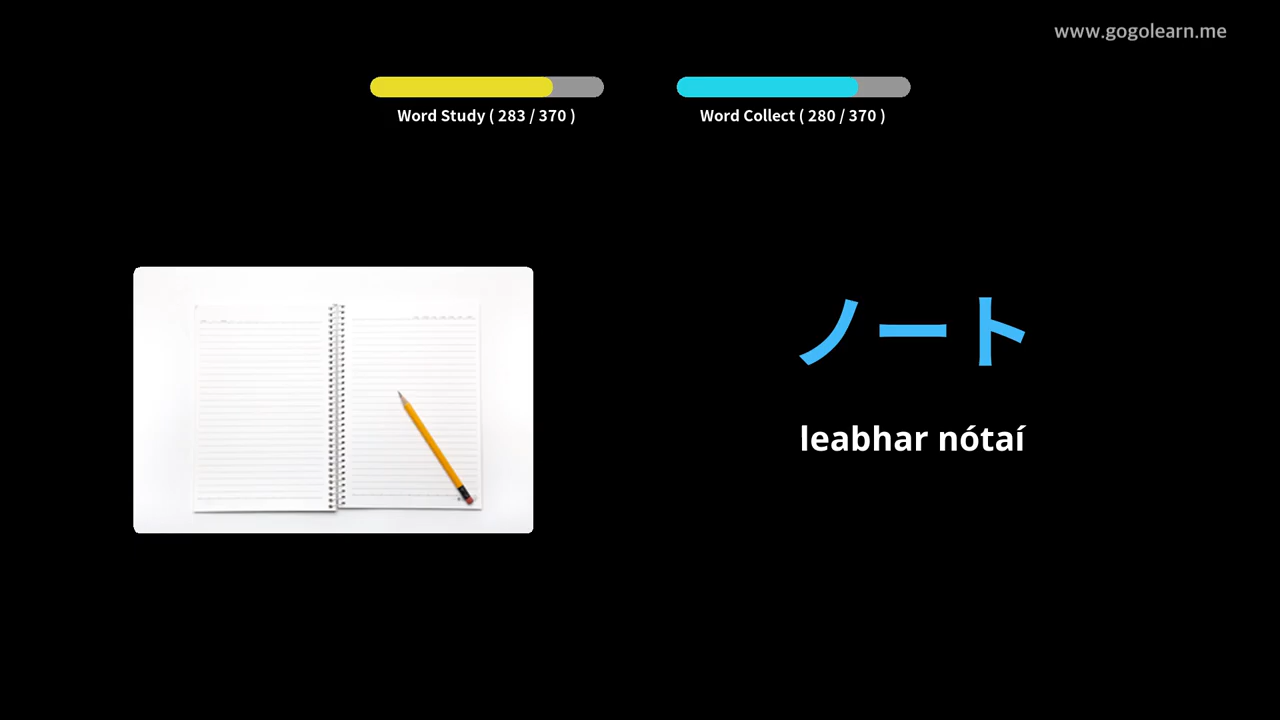 www.gogolearn.me
Word Study ( 283 / 370 )
Word Collect ( 280 / 370 )
ノート
leabhar nótaí